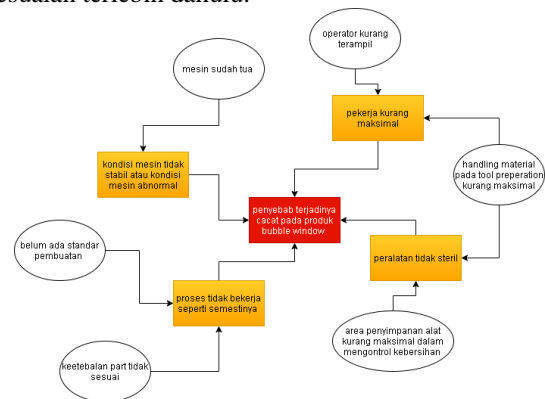 operator kurang
terampil
mesin sudah tua
pekerja kurang
maksimal
kondisi mesin tidak
stabil atau kondisi
mesin abnormal
handling material
pada tool preperation
kurang maksimal
penyebab terjadinya
cacat pada produk
bubble window
belum ada standar
pembuatan
peralatan tidak steril
proses tidak bekerja
seperti semestinya
area penyimpanan alat
kurang maksimal dalam
mengontrol kebersihan
keetebalan part tidak
sesuai